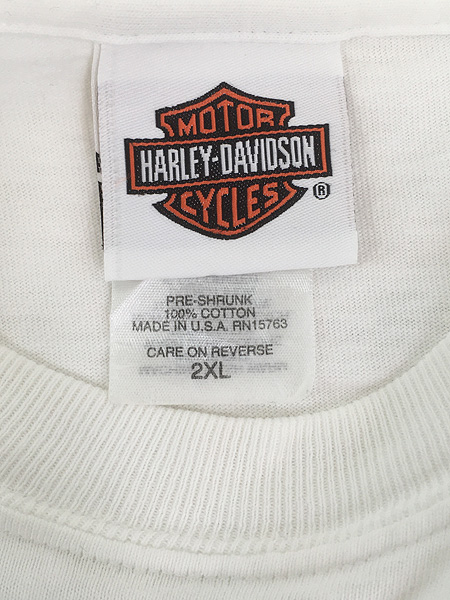 MOTOR
HARLEY-DAVIDSON
CYCLES
®
PRE-SHRUNK
100% COTTON
MADE IN U.S.A. RN15763
CARE ON REVERSE
2XL